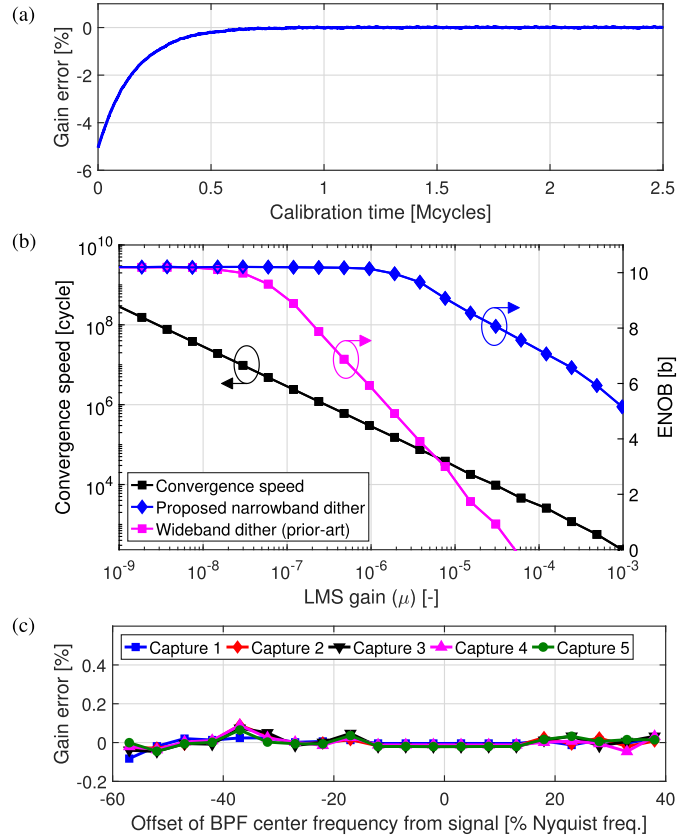 (a)
Gain error [%]
0
-2
-4
-6
0 0.5 1 1.5 2 2.5
Calibration time [Mcycles]
(b)
Convergence speed [cycle]
10^10
10^8
10^6
10^4
ENOB [b]
10
8
6
4
2
0
Convergence speed
Proposed narrowband dither
Wideband dither (prior-art)
10^-9 10^-8 10^-7 10^-6 10^-5 10^-4 10^-3
LMS gain (μ) [-]
(c)
Gain error [%]
Capture 1 Capture 2 Capture 3 Capture 4 Capture 5
0.4
0.2
0
-0.2
-60 -40 -20 0 20 40
Offset of BPF center frequency from signal [% Nyquist freq.]